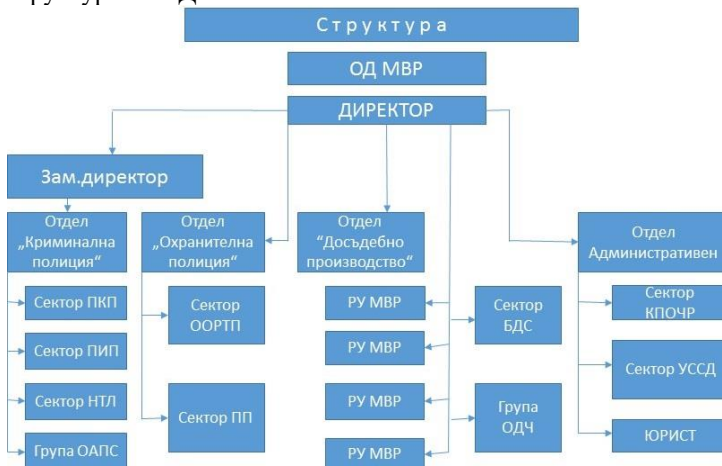 Структура
ОД МВР
ДИРЕКТОР
Зам.директор
Отдел
„Криминална
полиция“
Отдел
„Охранителна
полиция“
Отдел
“Досъдебно
производство“
Отдел
Административен
Сектор ПКП
Сектор ПИП
Сектор НТЛ
Група ОАПС
Сектор
ООРТП
Сектор ПП
РУ МВР
РУ МВР
РУ МВР
РУ МВР
Сектор
БДС
Група
ОДЧ
Сектор
КПОЧР
Сектор УССД
ЮРИСТ